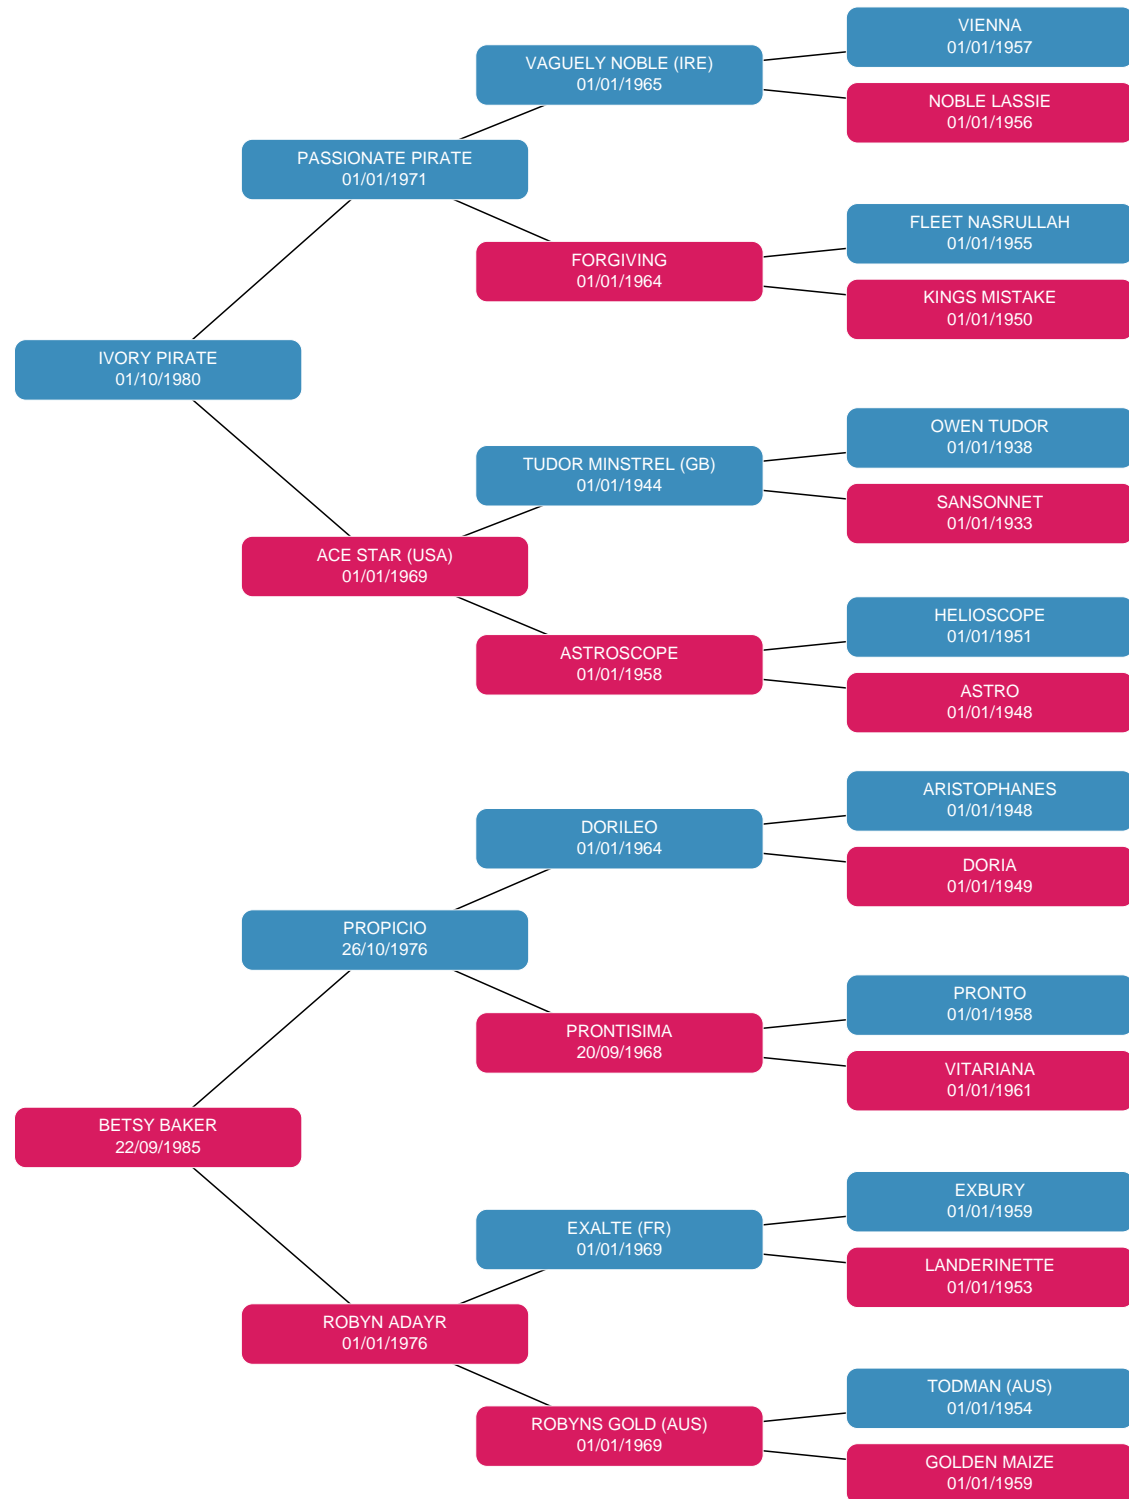 VIENNA
01/01/1957
VAGUELY NOBLE (IRE)
01/01/1965
NOBLE LASSIE
01/01/1956
PASSIONATE PIRATE
01/01/1971
FLEET NASRULLAH
01/01/1955
FORGIVING
01/01/1964
KINGS MISTAKE
01/01/1950
IVORY PIRATE
01/10/1980
OWEN TUDOR
01/01/1938
TUDOR MINSTREL (GB)
01/01/1944
SANSONNET
01/01/1933
ACE STAR (USA)
01/01/1969
HELIOSCOPE
01/01/1951
ASTROSCOPE
01/01/1958
ASTRO
01/01/1948
ARISTOPHANES
01/01/1948
DORILEO
01/01/1964
DORIA
01/01/1949
PROPICIO
26/10/1976
PRONTO
01/01/1958
PRONTISIMA
20/09/1968
VITARIANA
01/01/1961
BETSY BAKER
22/09/1985
EXBURY
01/01/1959
EXALTE (FR)
01/01/1969
LANDERINETTE
01/01/1953
ROBYN ADAYR
01/01/1976
TODMAN (AUS)
01/01/1954
ROBYNS GOLD (AUS)
01/01/1969
GOLDEN MAIZE
01/01/1959